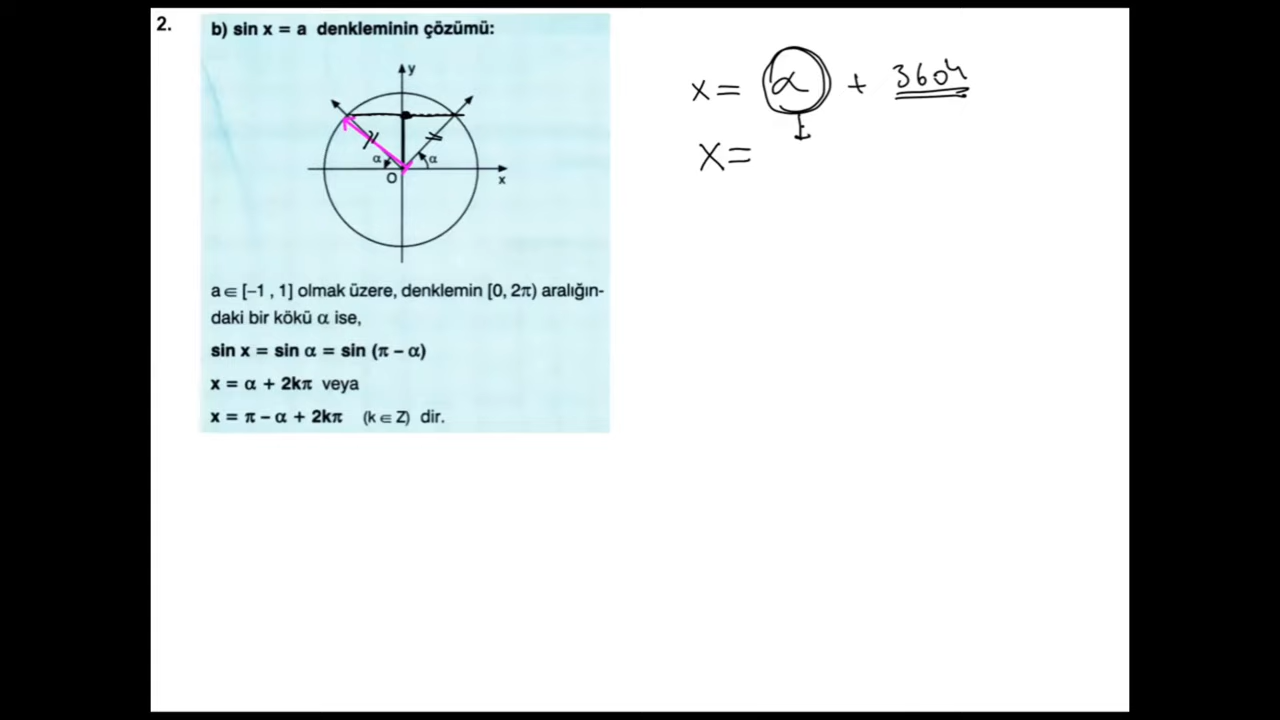 2.
b) sin x = a denkleminin çözümü:
y
α
α
O
x
a ∈ [–1 , 1] olmak üzere, denklemin [0, 2π) aralığın-
daki bir kökü α ise,
sin x = sin α = sin (π – α)
x = α + 2kπ veya
x = π – α + 2kπ (k ∈ Z) dir.
x = α + 360k
I
x =